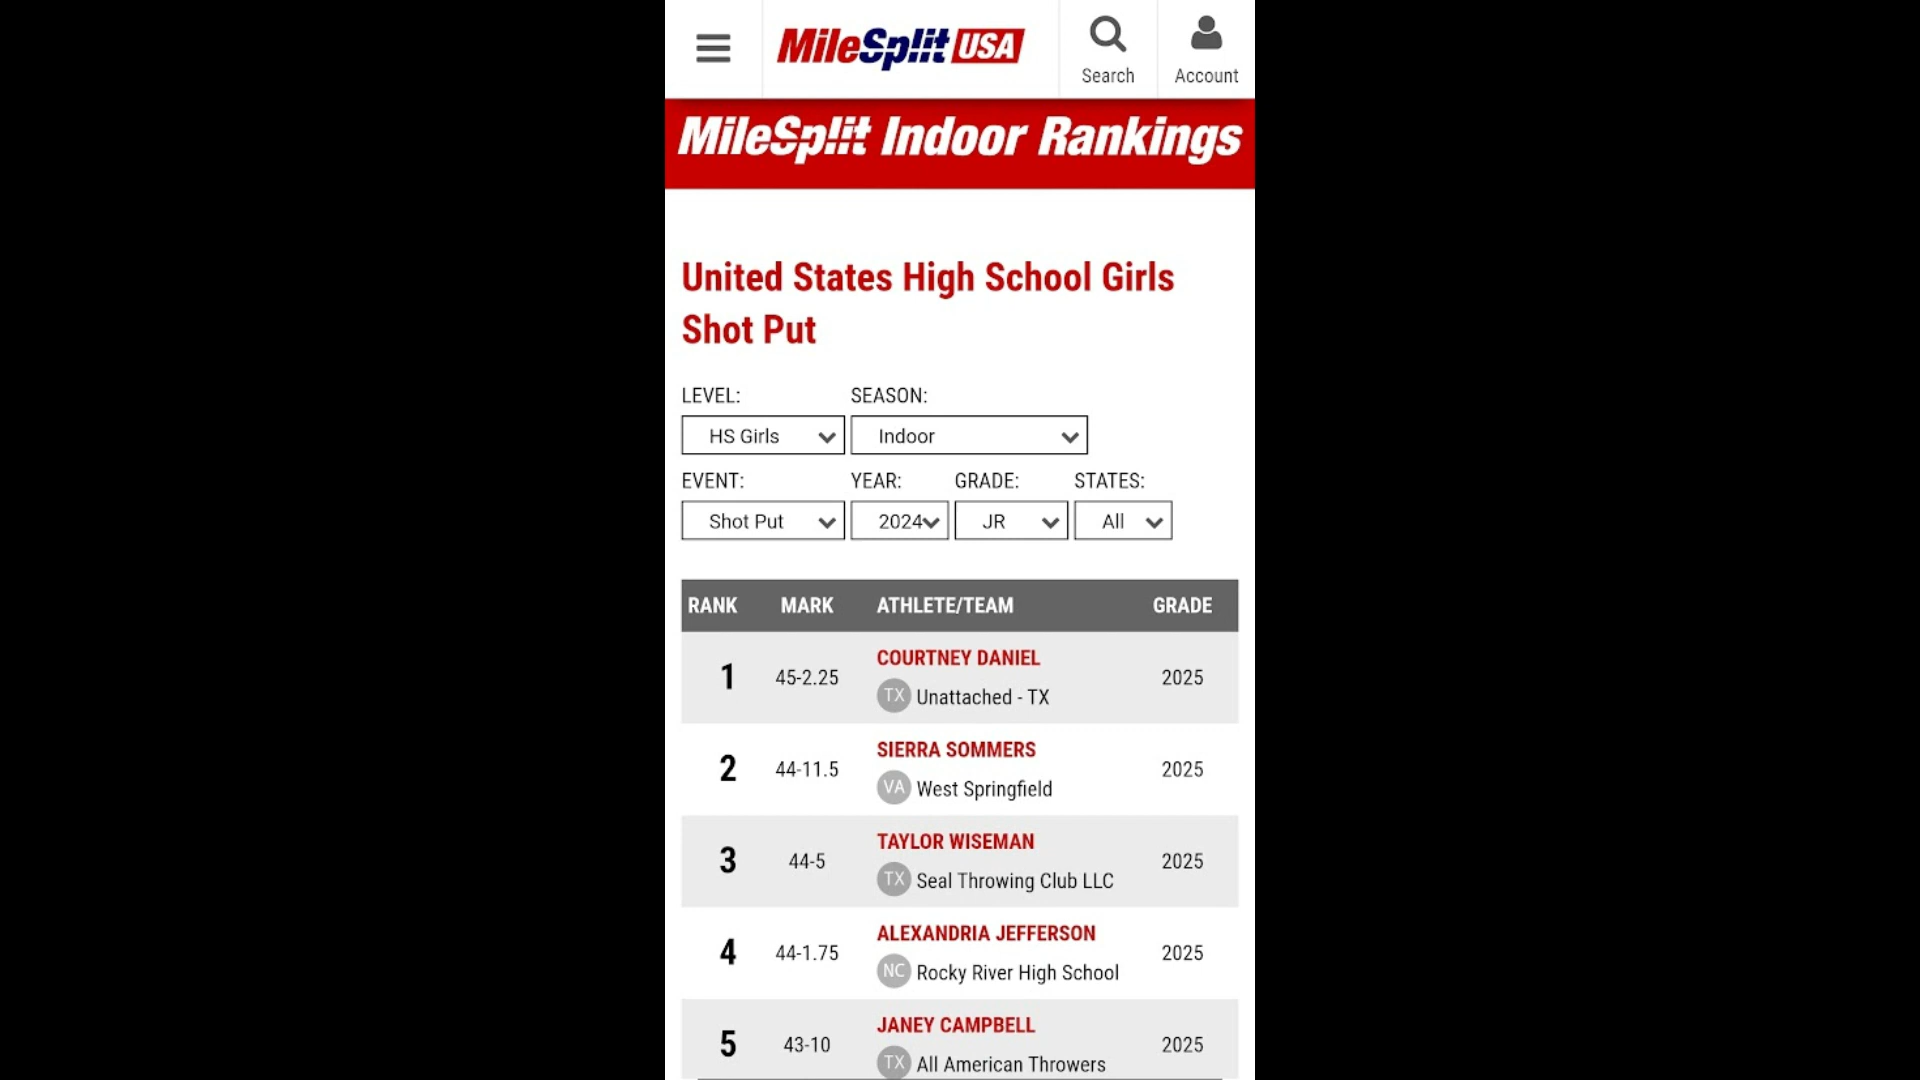 MileSplit USA
Search
Account
MileSplit Indoor Rankings
United States High School Girls
Shot Put
LEVEL: SEASON:
HS Girls Indoor
EVENT: YEAR: GRADE: STATES:
Shot Put 2024 JR All
RANK MARK ATHLETE/TEAM GRADE
1 45-2.25 COURTNEY DANIEL 2025
TX Unattached - TX
2 44-11.5 SIERRA SOMMERS 2025
VA West Springfield
3 44-5 TAYLOR WISEMAN 2025
TX Seal Throwing Club LLC
4 44-1.75 ALEXANDRIA JEFFERSON 2025
NC Rocky River High School
5 43-10 JANEY CAMPBELL 2025
TX All American Throwers